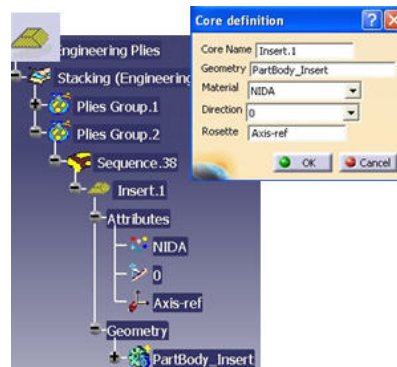 Engineering Plies
Stacking (Engineering
Plies Group.1
Plies Group.2
Sequence.38
Insert.1
Attributes
NIDA
0
Axis-ref
Geometry
PartBody_Insert
Core definition
Core Name Insert.1
Geometry PartBody_Insert
Material NIDA
Direction 0
Rosette Axis-ref
OK Cancel